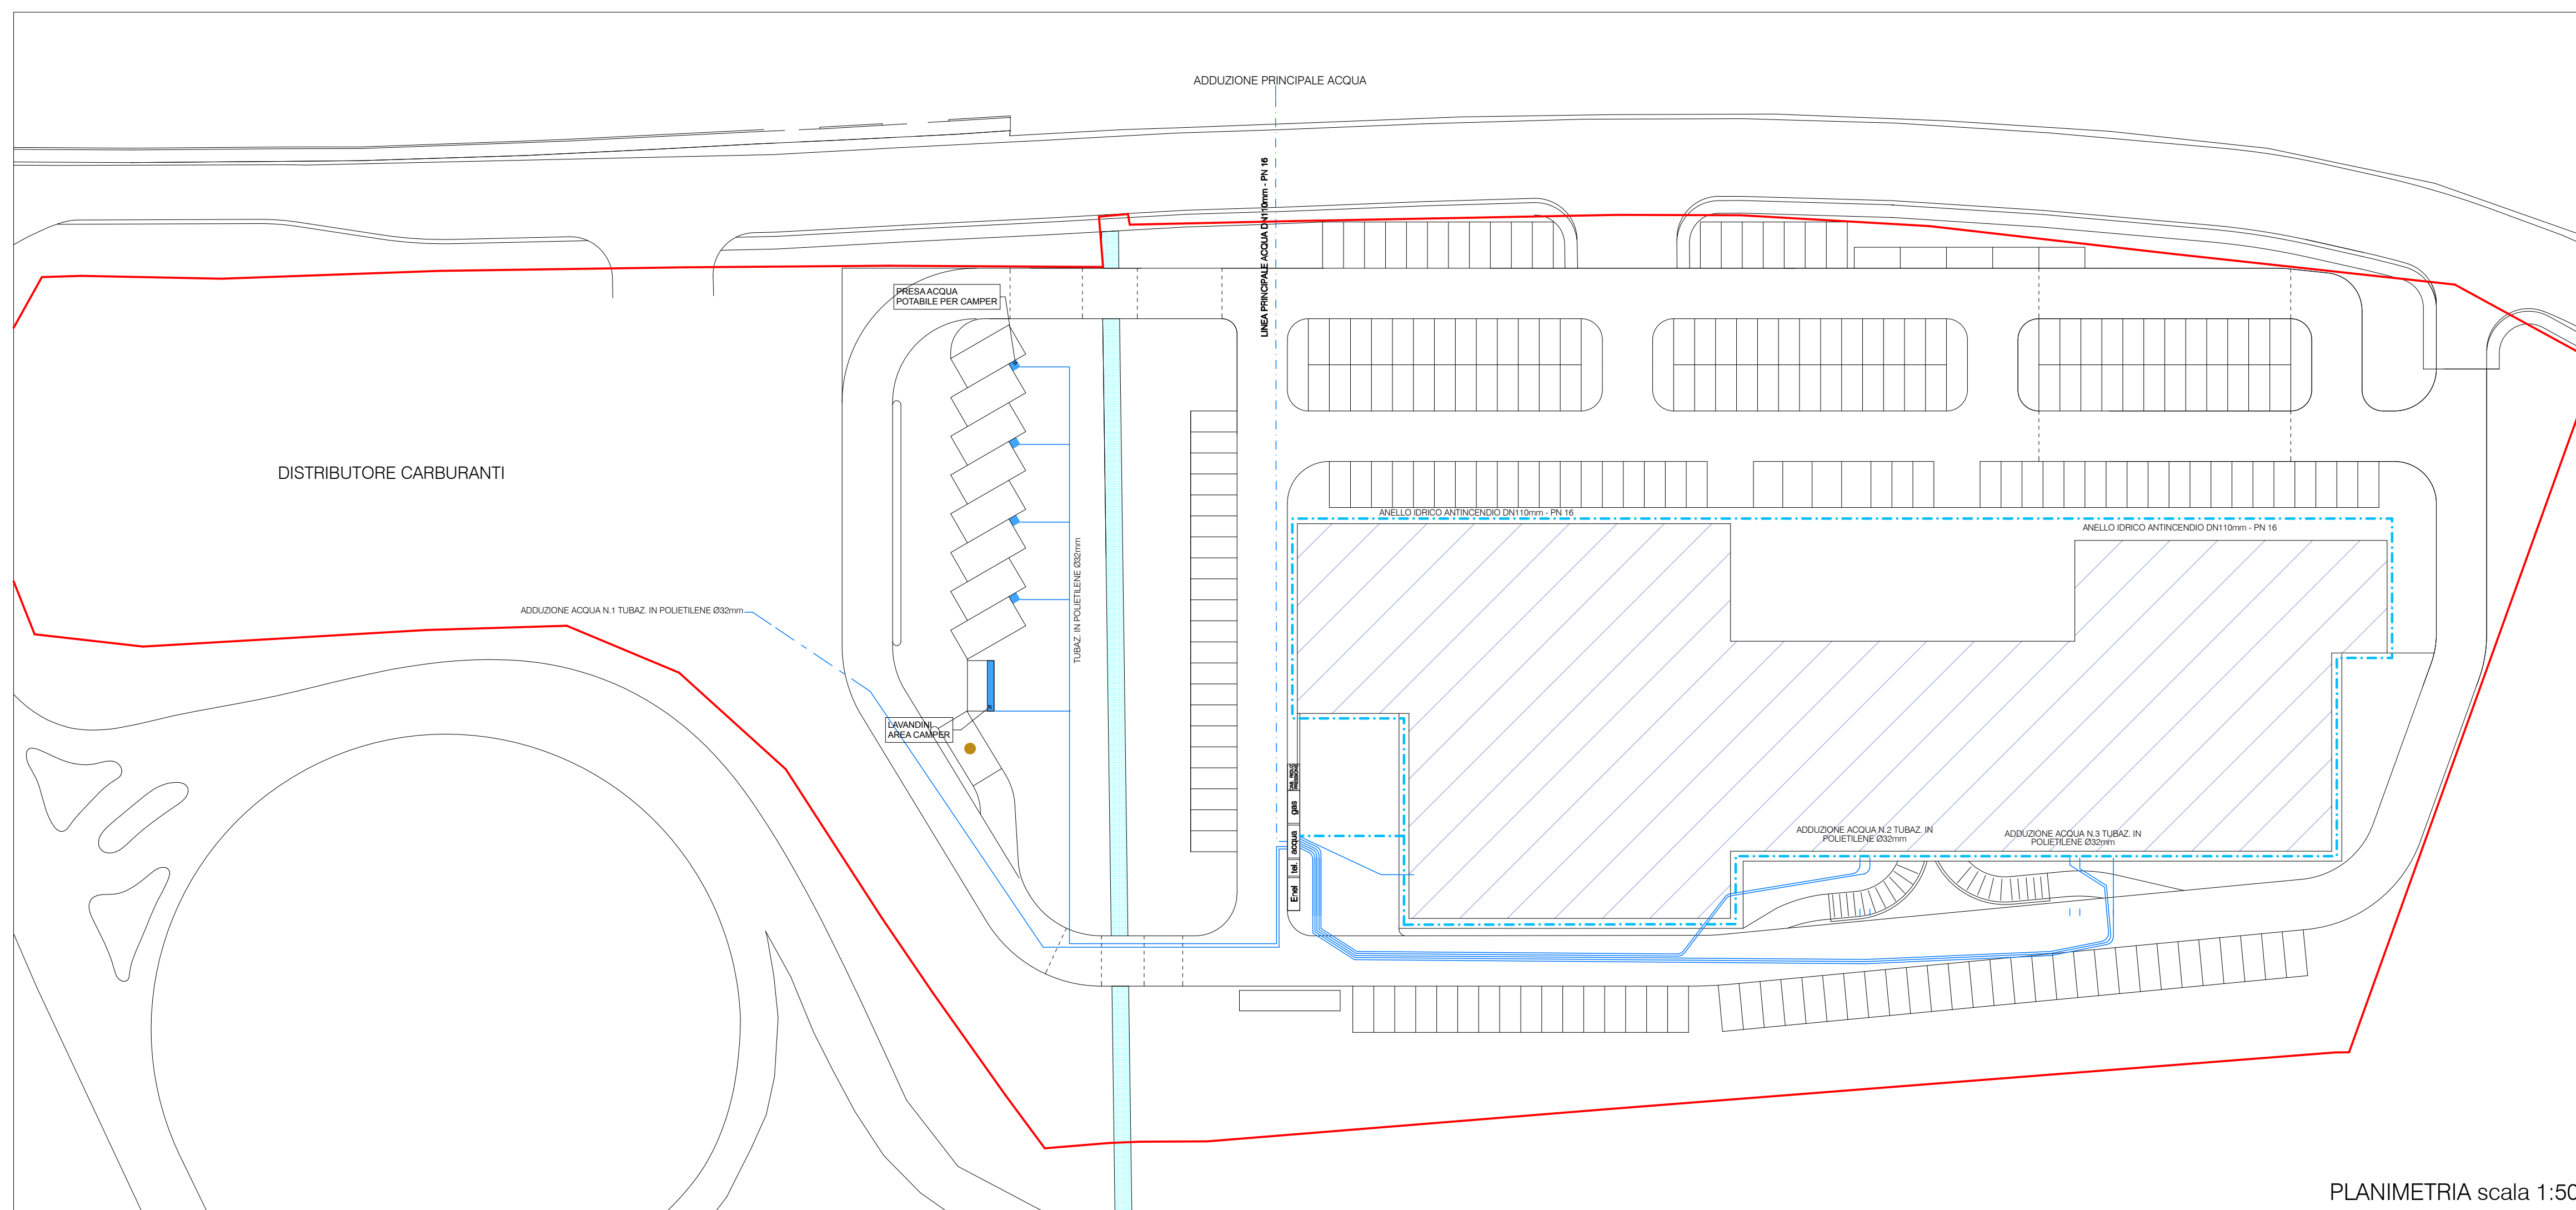 ADDUZIONE PRINCIPALE ACQUA
LINEA PRINCIPALE ACQUA DN110mm - PN 16
PRESA ACQUA
POTABILE PER CAMPER
DISTRIBUTORE CARBURANTI
ANELLO IDRICO ANTINCENDIO DN110mm - PN 16
ANELLO IDRICO ANTINCENDIO DN110mm - PN 16
TUBAZ. IN POLIETILENE Ø32mm
ADDUZIONE ACQUA N.1 TUBAZ. IN POLIETILENE Ø32mm
LAVANDINI
AREA CAMPER
CAB. RIDUZ.
PRESSIONE
gas
acqua
tel.
Enel
ADDUZIONE ACQUA N.2 TUBAZ. IN
POLIETILENE Ø32mm
ADDUZIONE ACQUA N.3 TUBAZ. IN
POLIETILENE Ø32mm
PLANIMETRIA scala 1:50